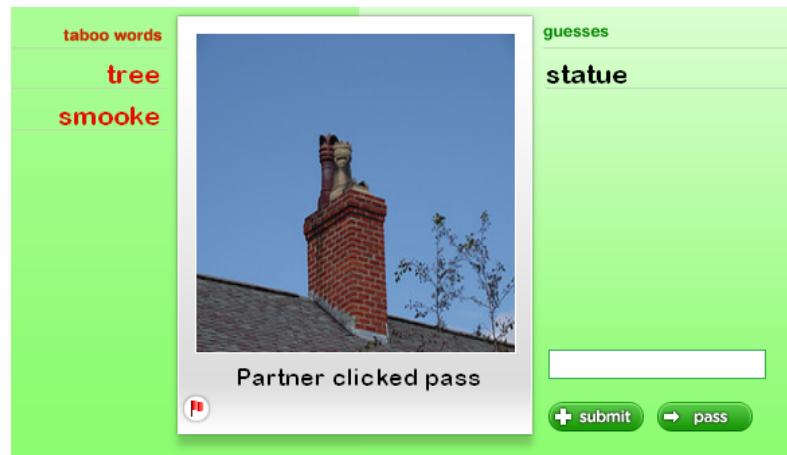 taboo words
tree
smooke
Partner clicked pass
guesses
statue
submit
pass